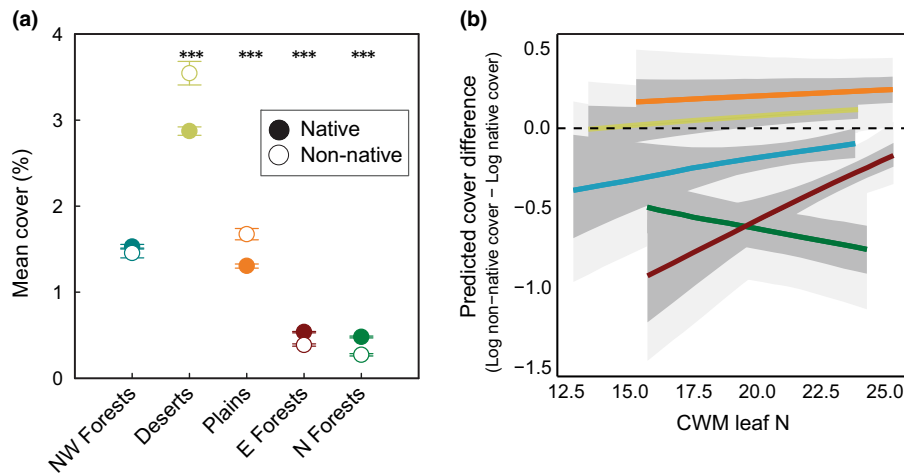 (a)
Mean cover (%)
4
3
2
1
0
*** *** *** ***
Native
Non-native
NW Forests
Deserts
Plains
E Forests
N Forests
(b)
Predicted cover difference
(Log non-native cover − Log native cover)
0.5
0.0
−0.5
−1.0
−1.5
12.5 15.0 17.5 20.0 22.5 25.0
CWM leaf N